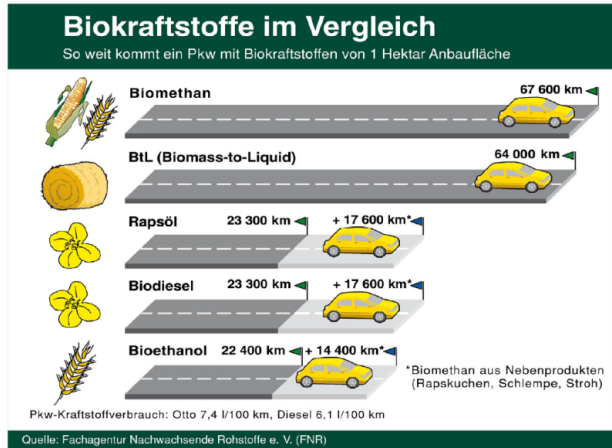 Biokraftstoffe im Vergleich
So weit kommt ein Pkw mit Biokraftstoffen von 1 Hektar Anbaufläche
Biomethan 67 600 km
BtL (Biomass-to-Liquid) 64 000 km
Rapsöl 23 300 km + 17 600 km*
Biodiesel 23 300 km + 17 600 km*
Bioethanol 22 400 km + 14 400 km*
*Biomethan aus Nebenprodukten
(Rapskuchen, Schlempe, Stroh)
Pkw-Kraftstoffverbrauch: Otto 7,4 l/100 km, Diesel 6,1 l/100 km
Quelle: Fachagentur Nachwachsende Rohstoffe e. V. (FNR)